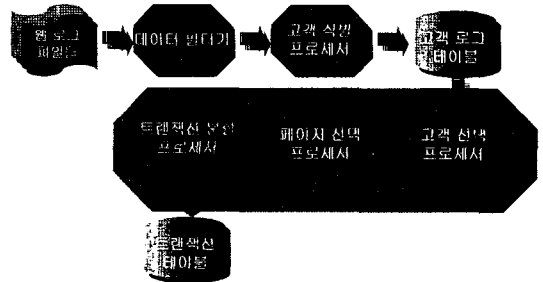 웹 로그
파일들
데이터
고객 식별
프로세서
고객 로그
테이블
트랜잭션 분할
프로세서
페이지 선택
프로세서
고객 선택
프로세서
트랜잭션
테이블